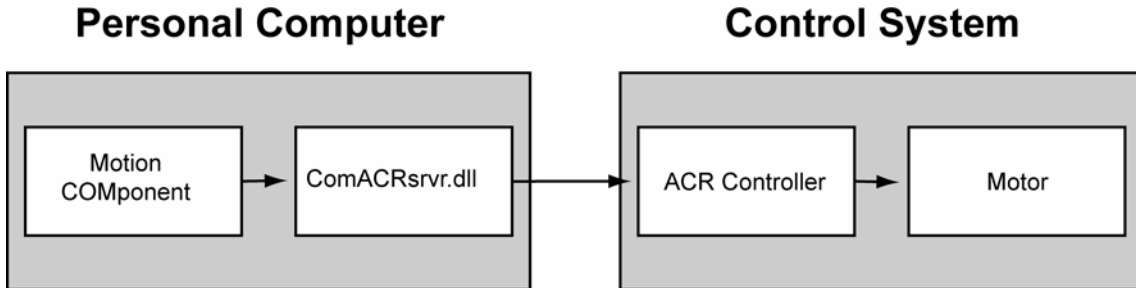 Personal Computer
Control System
Motion
COMponent
ComACRsrvr.dll
ACR Controller
Motor